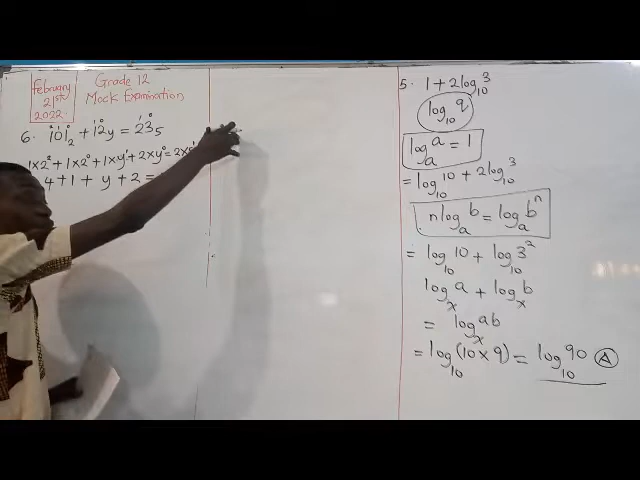 February
21st
2022.
Grade 12
Mock Examination
6. 101₂ + 12y = 23₅
1×2² + 1×2⁰ + 1×y¹ + 2×y⁰ = 2×5¹
4 + 1 + y + 2 =
5. 1 + 2log₁₀3
log₁₀9
logₐa = 1
= log₁₀10 + 2log₁₀3
nlogₐb = logₐbⁿ
= log₁₀10 + log₁₀3²
logₓa + logₓb
= logₓab
= log₁₀(10×9) = log₁₀90 A